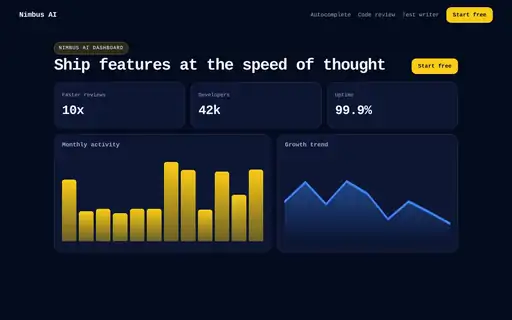 Nimbus AI
Autocomplete Code review Test writer Start free
NIMBUS AI DASHBOARD
Ship features at the speed of thought
Start free
Faster reviews
10x
Developers
42k
Uptime
99.9%
Monthly activity
Growth trend